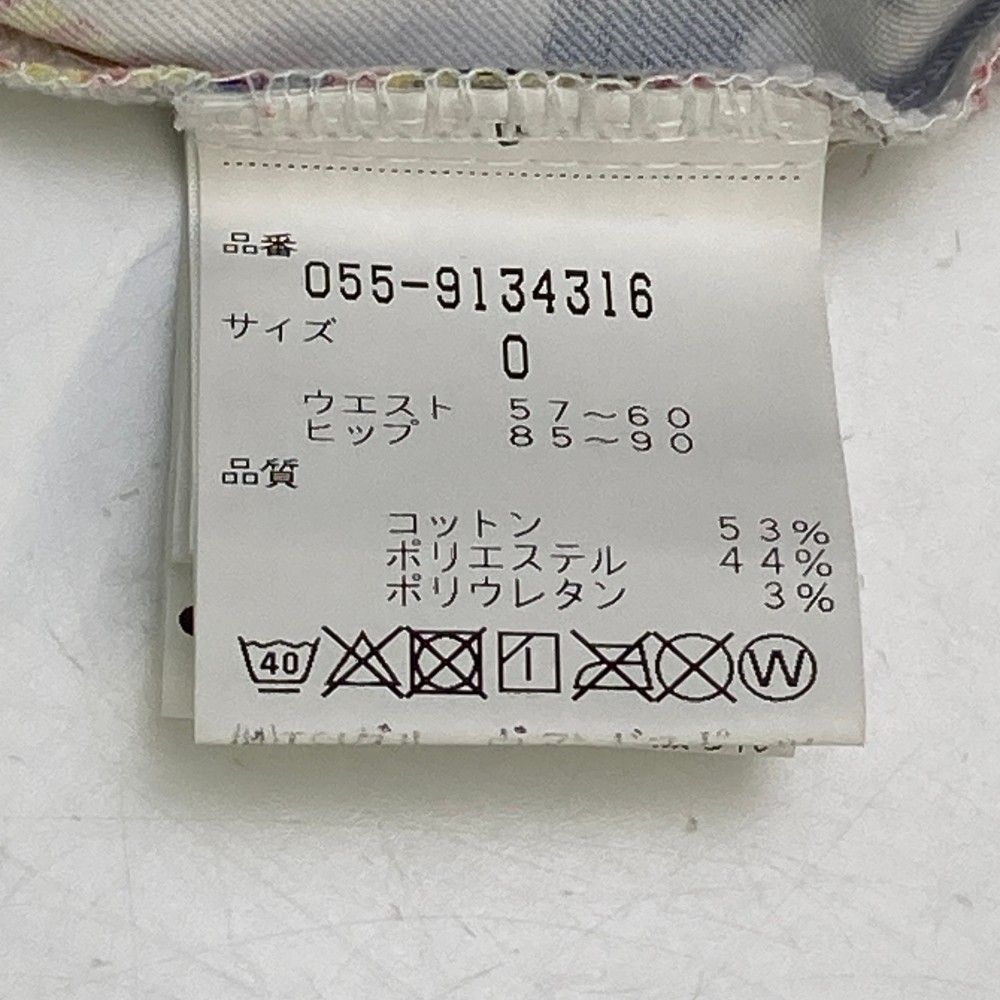 品番
055-9134316
サイズ
0
ウエスト 57～60
ヒップ 85～90
品質
コットン 53%
ポリエステル 44%
ポリウレタン 3%
40 W